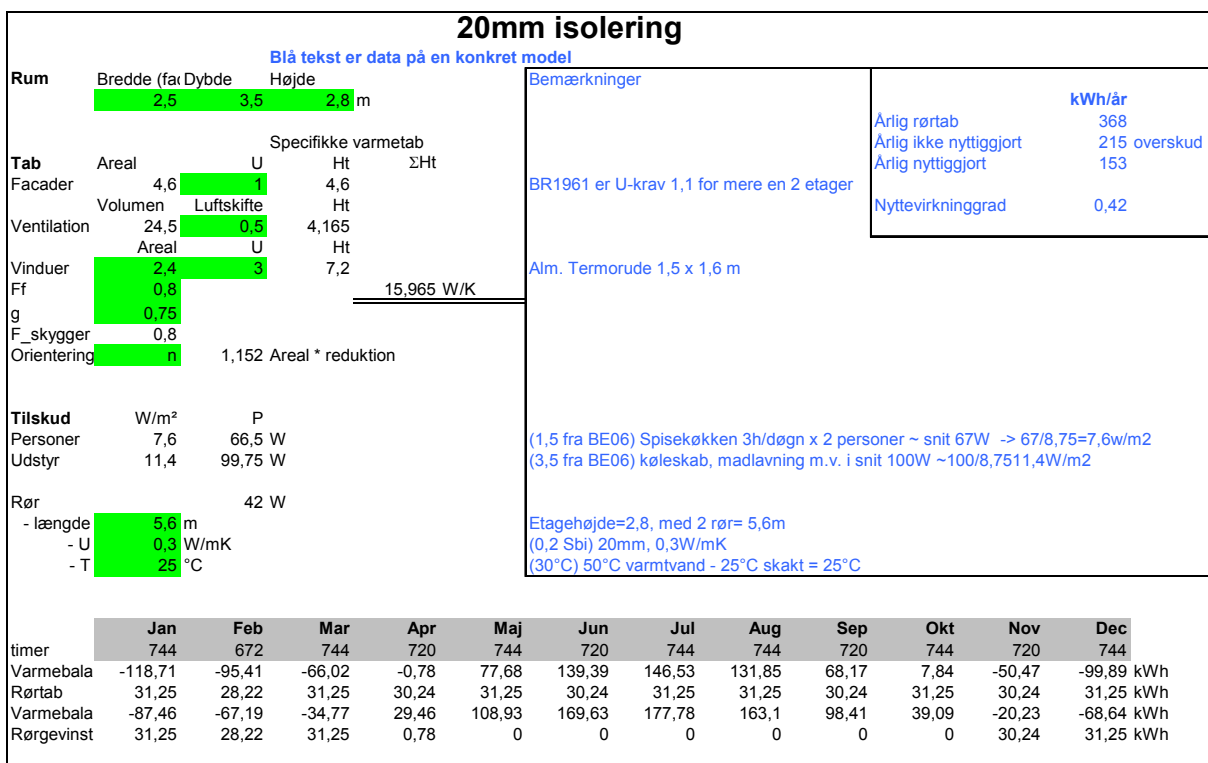 20mm isolering
Blå tekst er data på en konkret model
Rum Bredde (fac Dybde Højde Bemærkninger
2,5 3,5 2,8 m kWh/år
Årlig rørtab 368
Specifikke varmetab Årlig ikke nyttiggjort 215 overskud
Tab Areal U Ht ΣHt Årlig nyttiggjort 153
Facader 4,6 1 4,6 BR1961 er U-krav 1,1 for mere en 2 etager
Volumen Luftskifte Ht Nyttevirkninggrad 0,42
Ventilation 24,5 0,5 4,165
Areal U Ht
Vinduer 2,4 3 7,2 Alm. Termorude 1,5 x 1,6 m
Ff 0,8 15,965 W/K
g 0,75
F_skygger 0,8
Orientering n 1,152 Areal * reduktion
Tilskud W/m² P
Personer 7,6 66,5 W (1,5 fra BE06) Spisekøkken 3h/døgn x 2 personer ~ snit 67W -> 67/8,75=7,6w/m2
Udstyr 11,4 99,75 W (3,5 fra BE06) køleskab, madlavning m.v. i snit 100W ~100/8,7511,4W/m2
Rør 42 W
- længde 5,6 m Etagehøjde=2,8, med 2 rør= 5,6m
- U 0,3 W/mK (0,2 Sbi) 20mm, 0,3W/mK
- T 25 °C (30°C) 50°C varmtvand - 25°C skakt = 25°C
Jan Feb Mar Apr Maj Jun Jul Aug Sep Okt Nov Dec
timer 744 672 744 720 744 720 744 744 720 744 720 744
Varmebala -118,71 -95,41 -66,02 -0,78 77,68 139,39 146,53 131,85 68,17 7,84 -50,47 -99,89 kWh
Rørtab 31,25 28,22 31,25 30,24 31,25 30,24 31,25 31,25 30,24 31,25 30,24 31,25 kWh
Varmebala -87,46 -67,19 -34,77 29,46 108,93 169,63 177,78 163,1 98,41 39,09 -20,23 -68,64 kWh
Rørgevinst 31,25 28,22 31,25 0,78 0 0 0 0 0 0 30,24 31,25 kWh